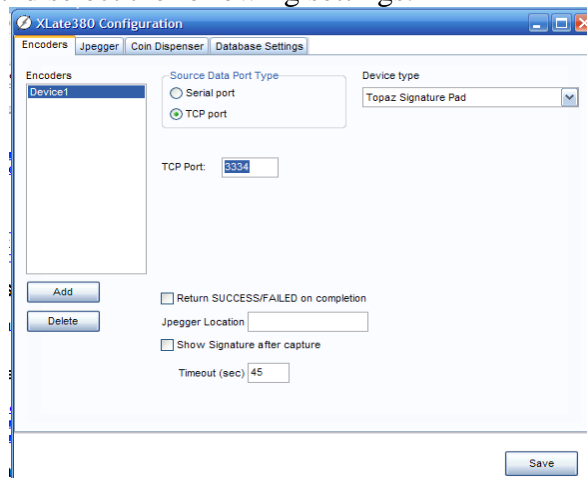 XLate380 Configuration
Encoders Jpegger Coin Dispenser Database Settings
Encoders
Device1
Source Data Port Type
Serial port
TCP port
Device type
Topaz Signature Pad
TCP Port: 3334
Add
Delete
Return SUCCESS/FAILED on completion
Jpegger Location
Show Signature after capture
Timeout (sec) 45
Save